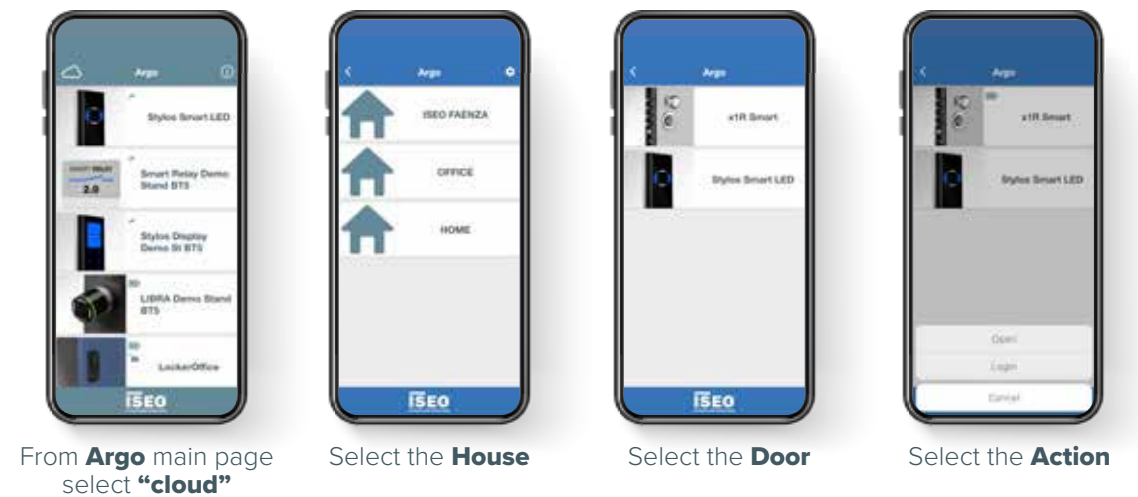 Argo
Stylos Smart LED
SMART RELAY
2.0
Smart Relay Demo
Stand BT5
Stylos Display
Demo St BT5
LIBRA Demo Stand
BT5
LockerOffice
ISEO
From Argo main page
select “cloud”
Argo
ISEO FAENZA
OFFICE
HOME
ISEO
Select the House
Argo
x1R Smart
Stylos Smart LED
ISEO
Select the Door
Argo
x1R Smart
Stylos Smart LED
Open
Login
Cancel
Select the Action